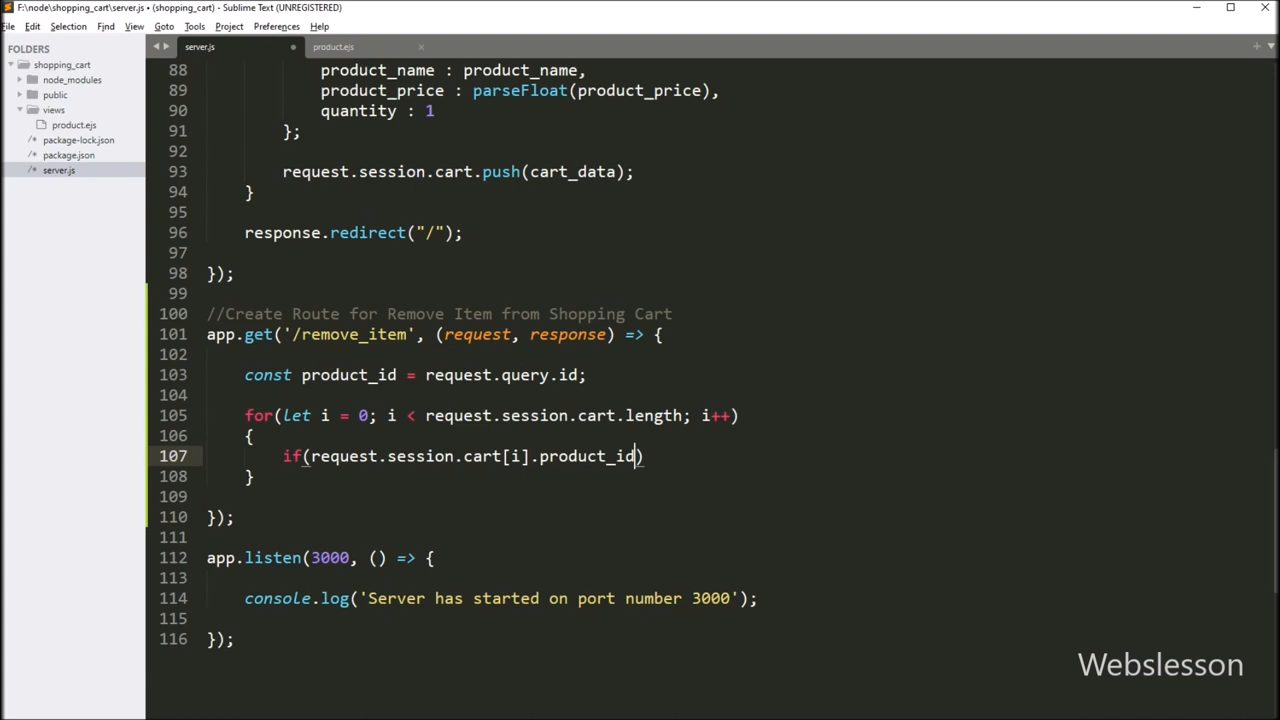 F:\node\shopping_cart\server.js • (shopping_cart) - Sublime Text (UNREGISTERED)
File Edit Selection Find View Goto Tools Project Preferences Help
FOLDERS
shopping_cart
node_modules
public
views
product.ejs
package-lock.json
package.json
server.js
server.js product.ejs
88 product_name : product_name,
89 product_price : parseFloat(product_price),
90 quantity : 1
91 };
92
93 request.session.cart.push(cart_data);
94 }
95
96 response.redirect("/");
97
98 });
99
100 //Create Route for Remove Item from Shopping Cart
101 app.get('/remove_item', (request, response) => {
102
103 const product_id = request.query.id;
104
105 for(let i = 0; i < request.session.cart.length; i++)
106 {
107 if(request.session.cart[i].product_id)
108 }
109
110 });
111
112 app.listen(3000, () => {
113
114 console.log('Server has started on port number 3000');
115
116 });
Webslesson